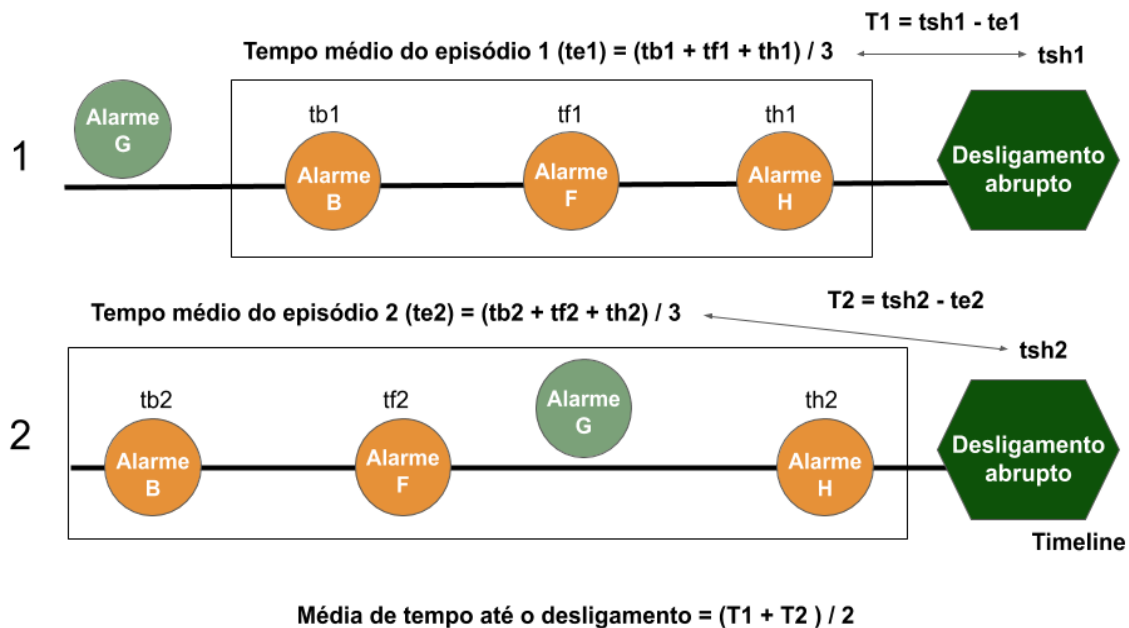 T1 = tsh1 - te1
Tempo médio do episódio 1 (te1) = (tb1 + tf1 + th1) / 3
tsh1
1
Alarme
G
tb1
Alarme
B
tf1
Alarme
F
th1
Alarme
H
Desligamento
abrupto
Tempo médio do episódio 2 (te2) = (tb2 + tf2 + th2) / 3
T2 = tsh2 - te2
tsh2
2
tb2
Alarme
B
tf2
Alarme
F
Alarme
G
th2
Alarme
H
Desligamento
abrupto
Timeline
Média de tempo até o desligamento = (T1 + T2 ) / 2